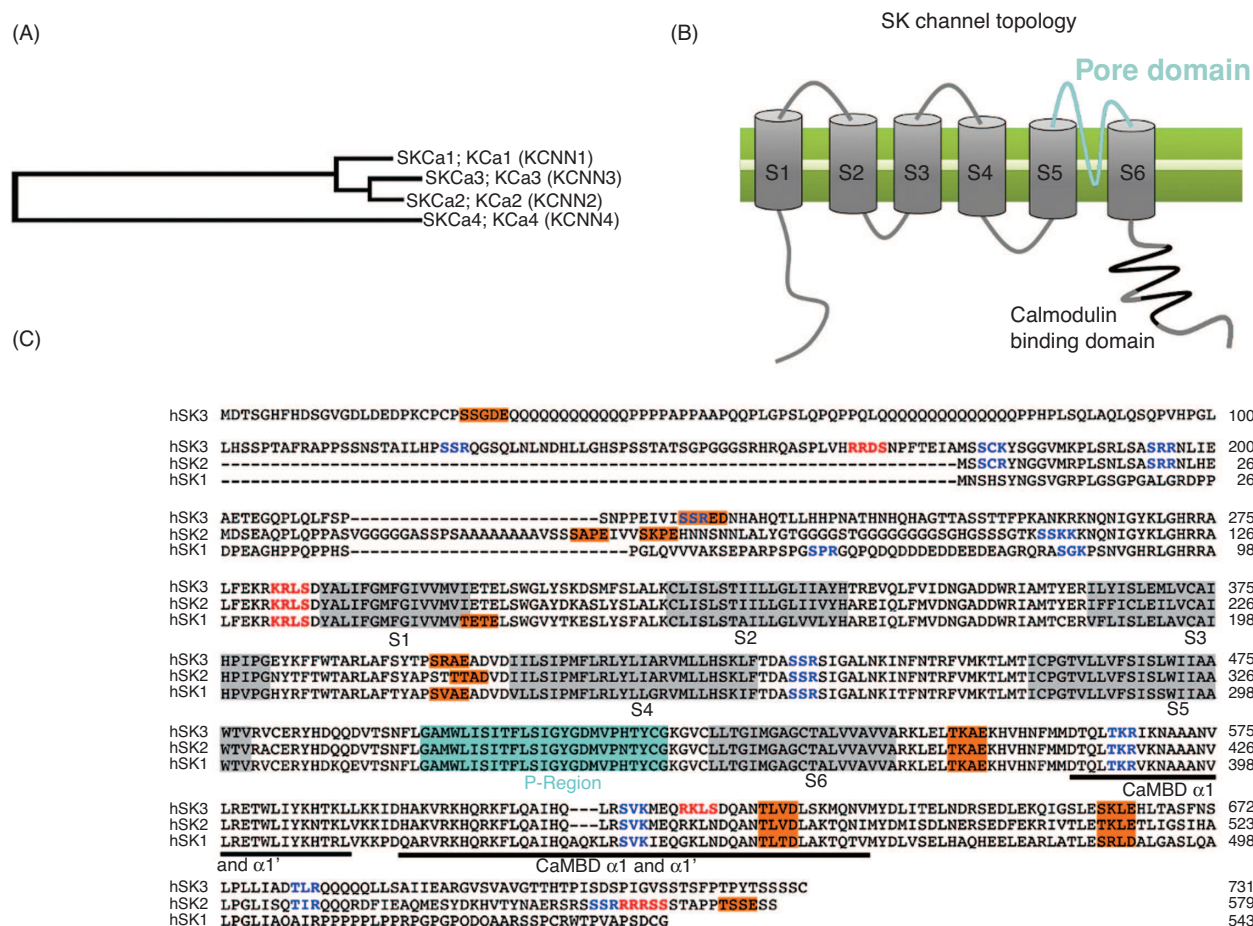 (A)
SKCa1; KCa1 (KCNN1)
SKCa3; KCa3 (KCNN3)
SKCa2; KCa2 (KCNN2)
SKCa4; KCa4 (KCNN4)
(B)
SK channel topology
Pore domain
S1 S2 S3 S4 S5 S6
Calmodulin
binding domain
(C)
hSK3 MDTSGHFHDSGVGDLDEDPKCPCPSSGDEQQQQQQQQQQQQPPPPAPPAAPQQPLGPSLQPQPPQLQQQQQQQQQQQQQQPPHPLSQLAQLQSQPVHPGL 100
hSK3 LHSSPTAFRAPPSSNSTAILHPSSRQGSQLNLNDHLLGHSPSSTATSGPGGGSRHRQASPLVHRRDSNPFTEIAMSSCKYSGGVMKPLSRLSASRRNLIE 200
hSK2 --------------------------------------------------------------------------MSSCRYNGGVMRPLSNLSASRRNLHE 26
hSK1 --------------------------------------------------------------------------MNSHSYNGSVGRPLGSGPGALGRDPP 26
hSK3 AETEGQPLQLFSP-------------------------SNPPEIVISSREDNHAHQTLLHHPNATHNHQHAGTTASSTTFPKANKRKNQNIGYKLGHRRA 275
hSK2 MDSEAQPLQPPASVGGGGGASSPSAAAAAAAAVSSSAPEIVVSKPEHNNSNNLALYGTGGGGSTGGGGGGGGSGHGSSSGTKSSKKKNQNIGYKLGHRRA 126
hSK1 DPEAGHPPQPPHS----------------------------PGLQVVVAKSEPARPSPGSPRGQPQDQDDDDDDEEDEAGRQRASGKPSNVGHRLGHRRA 98
hSK3 LFEKRKRLSDYALIFGMFGIVVMVIETELSWGLYSKDSMFSLALKCLISLSTIILLGLIIAYHTREVQLFVIDNGADDWRIAMTYERILYISLEMLVCAI 375
hSK2 LFEKRKRLSDYALIFGMFGIVVMVIETELSWGAYDKASLYSLALKCLISLSTIILLGLIIVYHAREIQLFMVDNGADDWRIAMTYERIFFICLEILVCAI 226
hSK1 LFEKRKRLSDYALIFGMFGIVVMVTETELSWGVYTKESLYSFALKCLISLSTAILLGLVVLYHAREIQLFMVDNGADDWRIAMTCERVFLISLELAVCAI 198
S1 S2 S3
hSK3 HPIPGEYKFFWTARLAFSYTPSRAEADVDIILSIPMFLRLYLIARVMLLHSKLFTDASSRSIGALNKINFNTRFVMKTLMTICPGTVLLVFSISLWIIAA 475
hSK2 HPIPGNYTFTWTARLAFSYAPSTTTADVDIILSIPMFLRLYLIARVMLLHSKLFTDASSRSIGALNKINFNTRFVMKTLMTICPGTVLLVFSISLWIIAA 326
hSK1 HPVPGHYRFTWTARLAFTYAPSVAEADVDVLLSIPMFLRLYLLGRVMLLHSKIFTDASSRSIGALNKITFNTRFVMKTLMTICPGTVLLVFSISSWIIAA 298
S4 S5
hSK3 WTVRVCERYHDQQDVTSNFLGAMWLISITFLSIGYGDMVPHTYCGKGVCLLTGIMGAGCTALVVAVVARKLELTKAEKHVHNFMMDTQLTKRIKNAAANV 575
hSK2 WTVRACERYHDQQDVTSNFLGAMWLISITFLSIGYGDMVPNTYCGKGVCLLTGIMGAGCTALVVAVVARKLELTKAEKHVHNFMMDTQLTKRVKNAAANV 426
hSK1 WTVRVCERYHDKQEVTSNFLGAMWLISITFLSIGYGDMVPHTYCGKGVCLLTGIMGAGCTALVVAVVARKLELTKAEKHVHNFMMDTQLTKRVKNAAANV 398
P-Region S6
CaMBD α1
hSK3 LRETWLIYKHTKLLKKIDHAKVRKHQRKFLQAIHQ---LRSVKMEQRKLSDQANTLVDLSKMQNVMYDLITELNDRSEDLEKQIGSLESKLEHLTASFNS 672
hSK2 LRETWLIYKNTKLVKKIDHAKVRKHQRKFLQAIHQ---LRSVKMEQRKLNDQANTLVDLAKTQNIMYDMISDLNERSEDFEKRIVTLETKLETLIGSIHA 523
hSK1 LRETWLIYKHTRLVKKPDQARVRKHQRKFLQAIHQAQKLRSVKIEQGKLNDQANTLTDLAKTQTVMYDLVSELHAQHEELEARLATLESRLDALGASLQA 498
and α1' CaMBD α1 and α1'
hSK3 LPLLIADTLRQQQQQLLSAIIEARGVSVAVGTTHTPISDSPIGVSSTSFPTPYTSSSSC 731
hSK2 LPGLISQTIRQQQRDFIEAQMESYDKHVTYNAERSRSSSRRRRSSSTAPPTSSESS 579
hSK1 LPGLIAQAIRPPPPPLPPRPGPGPQDQAARSSPCRWTPVAPSDCG 543